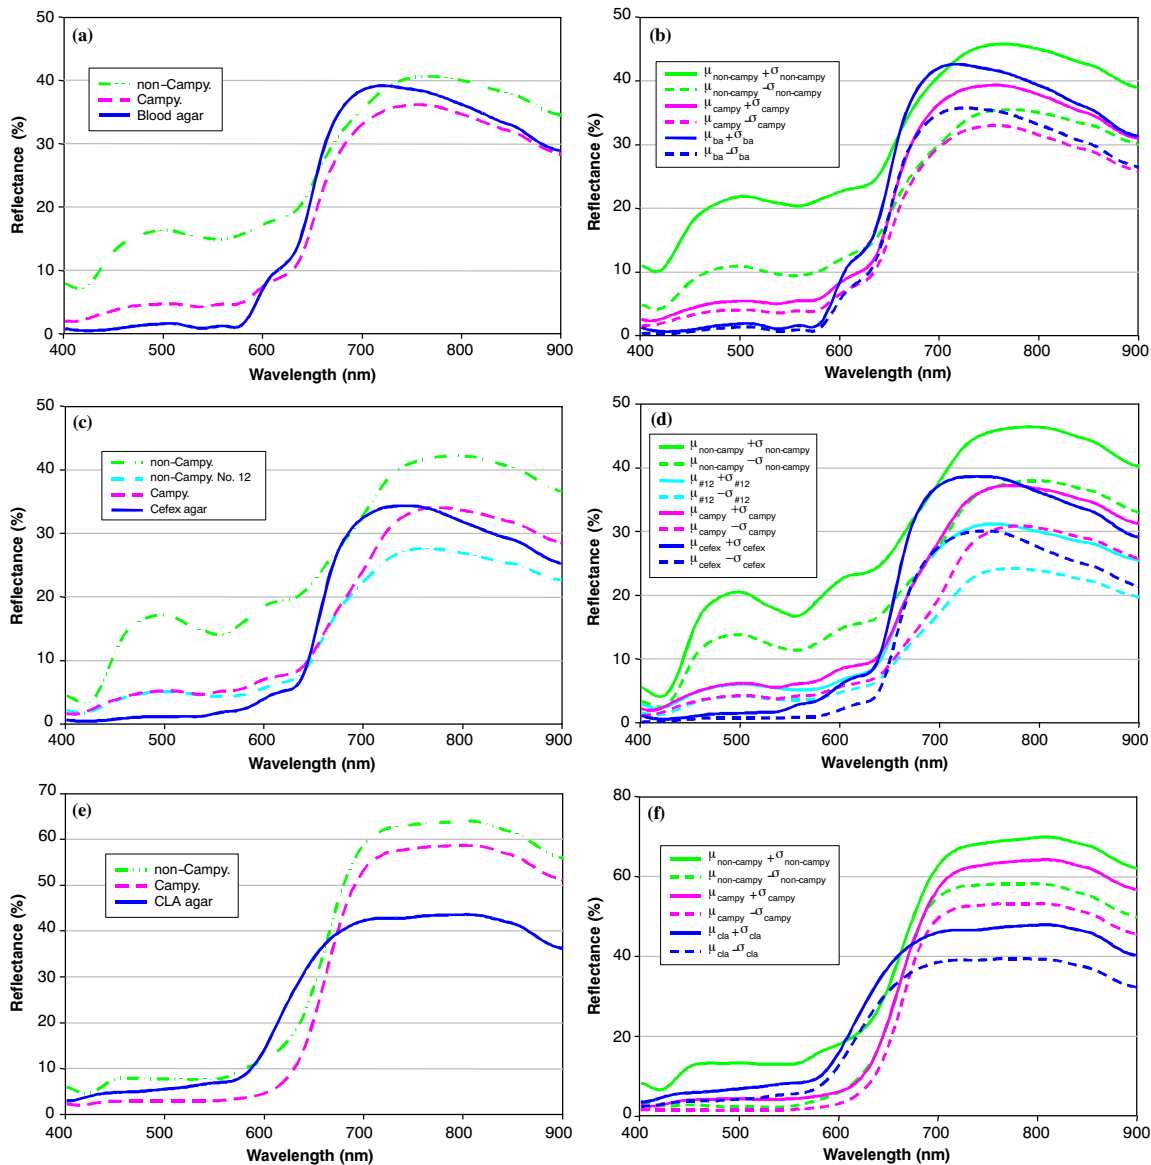 (a)
50
40
30
20
10
0
400
500
600
700
800
900
Reflectance (%)
Wavelength (nm)
non-Campy.
Campy.
Blood agar
(b)
50
40
30
20
10
0
400
500
600
700
800
900
Reflectance (%)
Wavelength (nm)
μnon-campy +σnon-campy
μnon-campy −σnon-campy
μcampy +σcampy
μcampy −σcampy
μba +σba
μba −σba
(c)
50
40
30
20
10
0
400
500
600
700
800
900
Reflectance (%)
Wavelength (nm)
non-Campy.
non-Campy. No. 12
Campy.
Cefex agar
(d)
50
40
30
20
10
0
400
500
600
700
800
900
Reflectance (%)
Wavelength (nm)
μnon-campy +σnon-campy
μnon-campy −σnon-campy
μ#12 +σ#12
μ#12 −σ#12
μcampy +σcampy
μcampy −σcampy
μcefex +σcefex
μcefex −σcefex
(e)
70
60
50
40
30
20
10
0
400
500
600
700
800
900
Reflectance (%)
Wavelength (nm)
non-Campy.
Campy.
CLA agar
(f)
80
60
40
20
0
400
500
600
700
800
900
Reflectance (%)
Wavelength (nm)
μnon-campy +σnon-campy
μnon-campy −σnon-campy
μcampy +σcampy
μcampy −σcampy
μcla +σcla
μcla −σcla